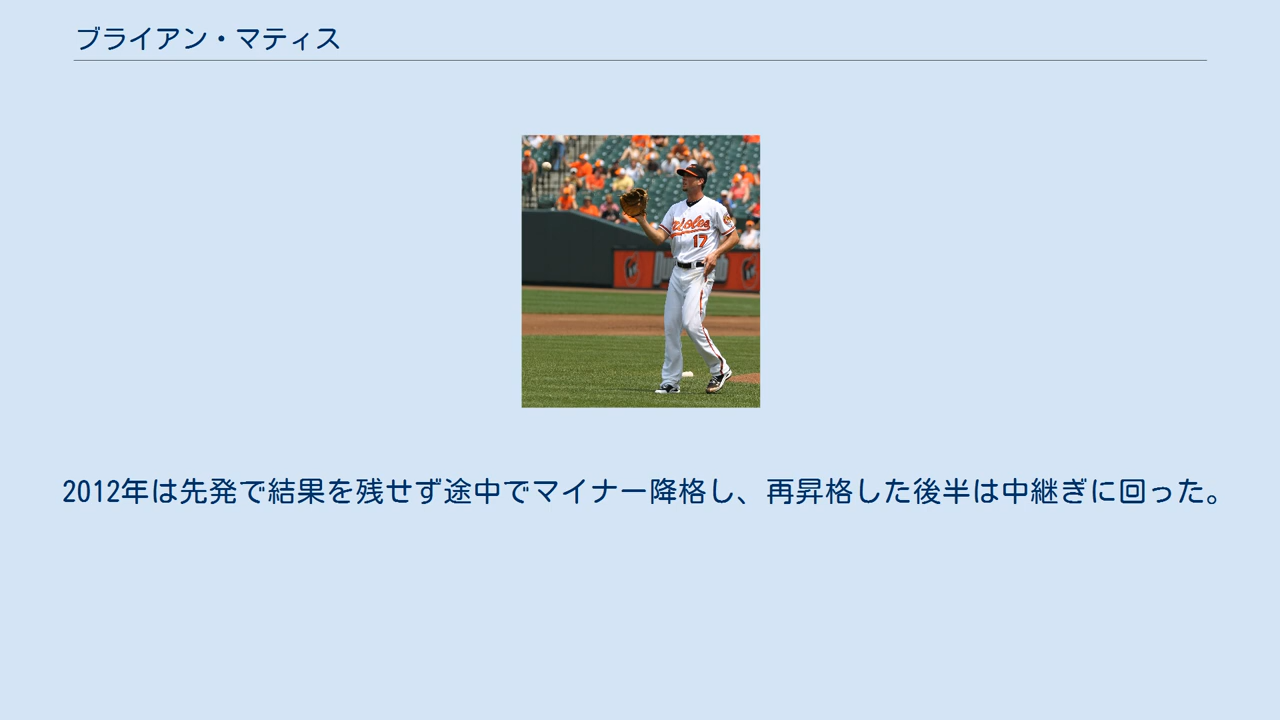 ブライアン・マティス
Orioles
17
2012年は先発で結果を残せず途中でマイナー降格し、再昇格した後半は中継ぎに回った。